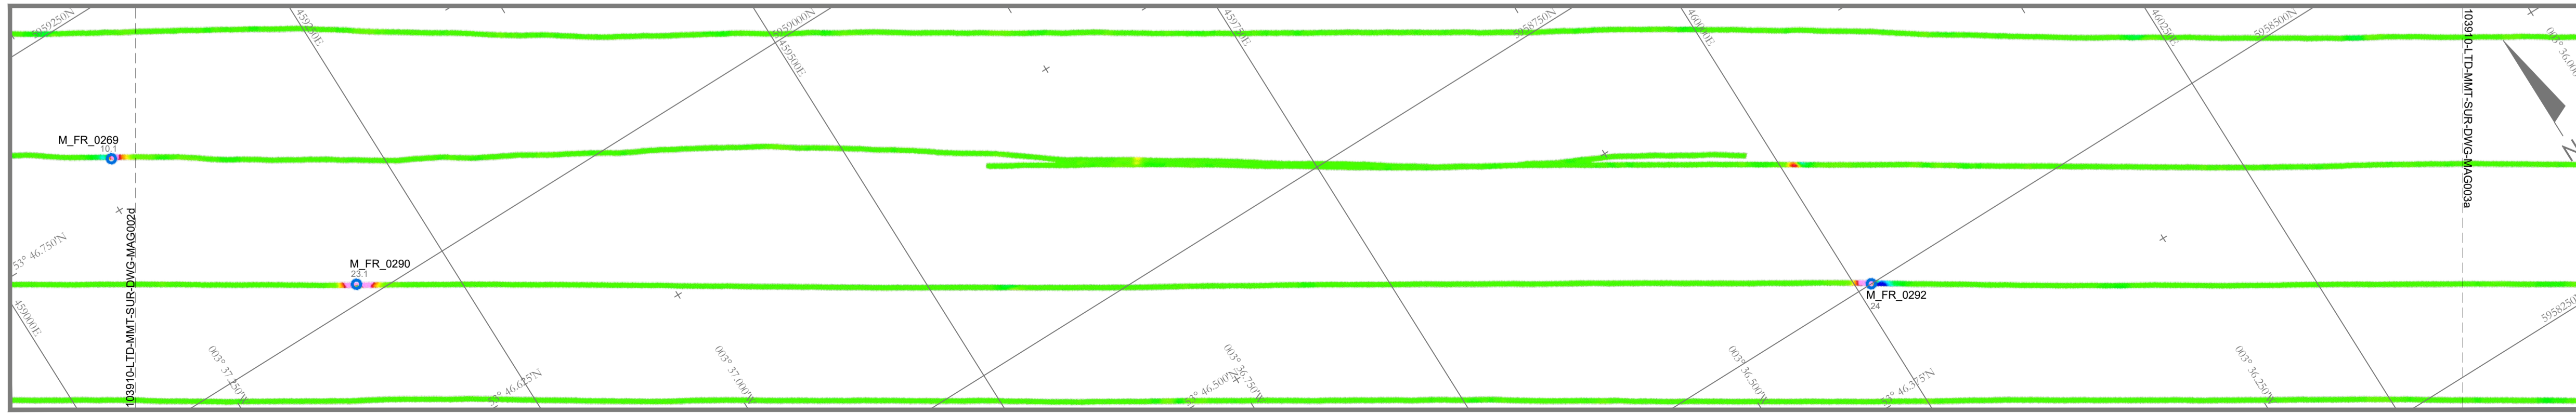 5959250N
459250E
5959000N
459500E
459750E
5958750N
460000E
460250E
5958500N
103910-LTD-MMT-SUR-DWG-MAG003a
M_FR_0269
10.1
N
103910-LTD-MMT-SUR-DWG-MAG002d
53° 46.750'N
M_FR_0290
23.1
M_FR_0292
24
459000E
003° 37.250'W
53° 46.625'N
003° 37.000'W
53° 46.500'N
003° 36.750'W
003° 36.500'W
53° 46.375'N
003° 36.250'W